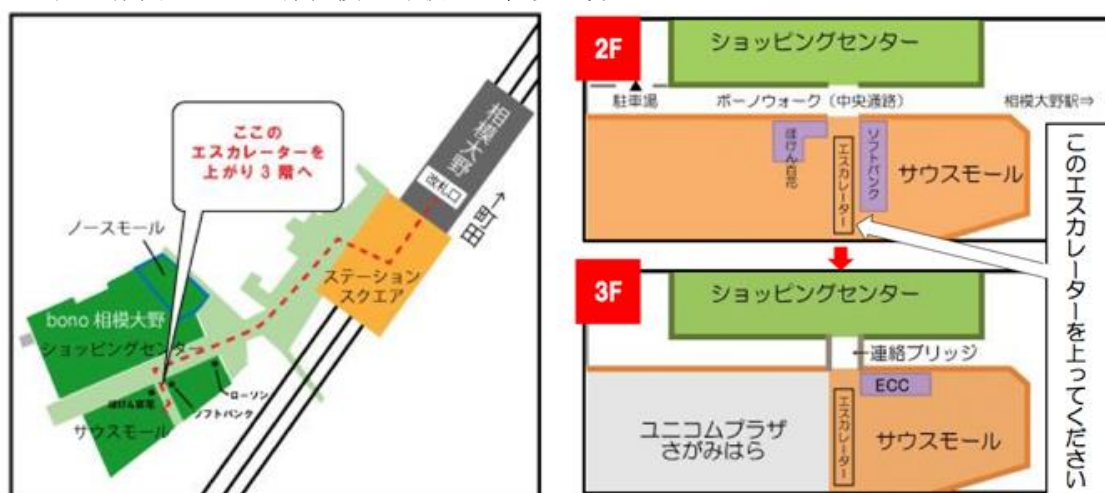 ここの
エスカレーターを
上がり3階へ
相模大野
改札口
→町田
ステーション
スクエア
ノースモール
bono 相模大野
ショッピングセンター
ローソン
ほけん百花
ソフトバンク
サウスモール
2F
ショッピングセンター
駐車場
ボーノウォーク（中央通路）
相模大野駅⇒
ほけん百花
エスカレーター
ソフトバンク
サウスモール
このエスカレーターを上ってください
3F
ショッピングセンター
←連絡ブリッジ
ECC
ユニコムプラザ
さがみはら
エスカレーター
サウスモール